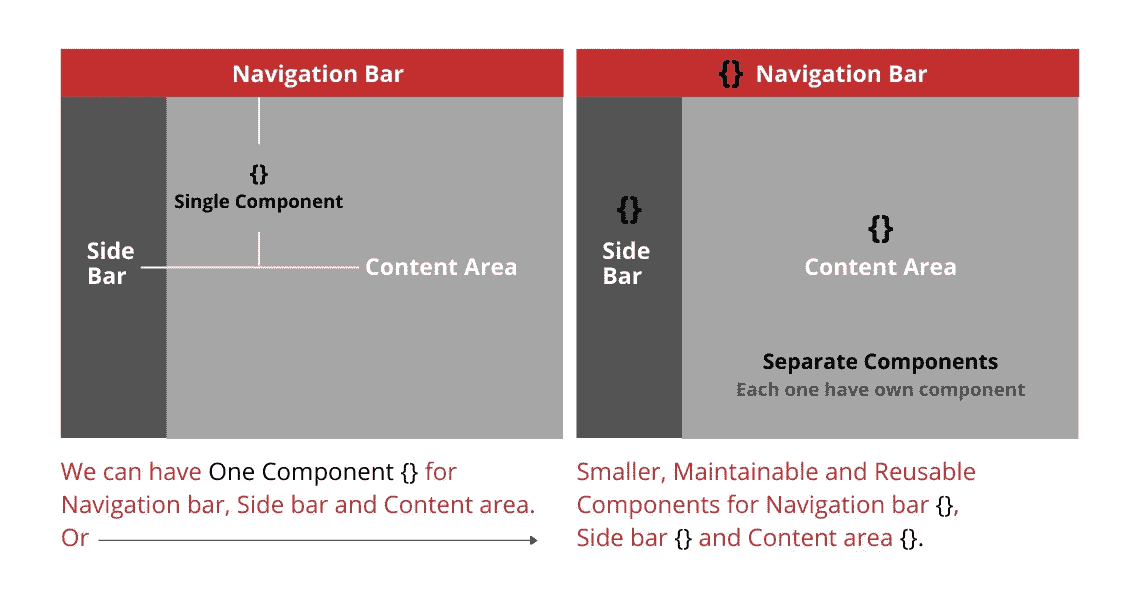 Navigation Bar
{}
Single Component
Side
Bar
Content Area
We can have One Component {} for
Navigation bar, Side bar and Content area.
Or
{} Navigation Bar
{}
Side
Bar
{}
Content Area
Separate Components
Each one have own component
Smaller, Maintainable and Reusable
Components for Navigation bar {},
Side bar {} and Content area {}.